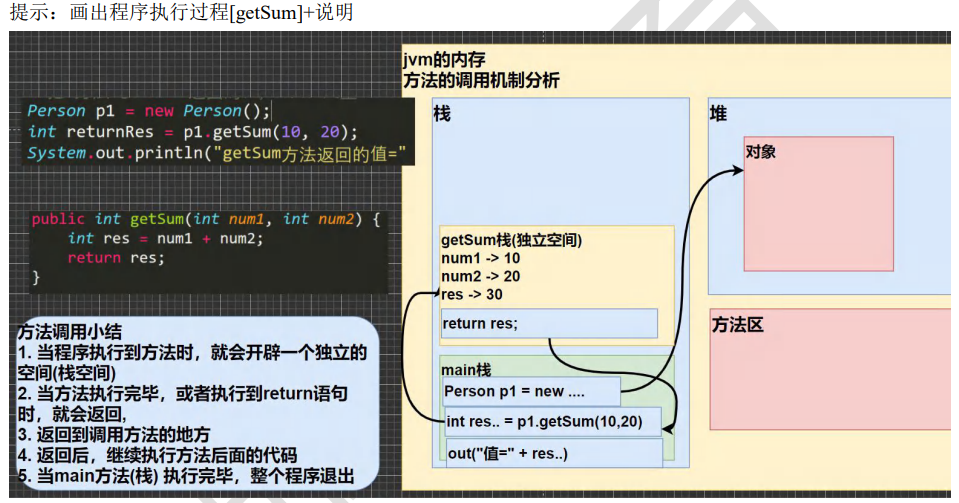 提示：画出程序执行过程[getSum]+说明
Person p1 = new Person();
int returnRes = p1.getSum(10, 20);
System.out.println("getSum方法返回的值="
public int getSum(int num1, int num2) {
int res = num1 + num2;
return res;
}
方法调用小结
1. 当程序执行到方法时，就会开辟一个独立的
空间(栈空间)
2. 当方法执行完毕，或者执行到return语句
时，就会返回,
3. 返回到调用方法的地方
4. 返回后，继续执行方法后面的代码
5. 当main方法(栈) 执行完毕，整个程序退出
jvm的内存
方法的调用机制分析
栈
getSum栈(独立空间)
num1 -> 10
num2 -> 20
res -> 30
return res;
main栈
Person p1 = new ....
int res.. = p1.getSum(10,20)
out("值=" + res..)
堆
对象
方法区